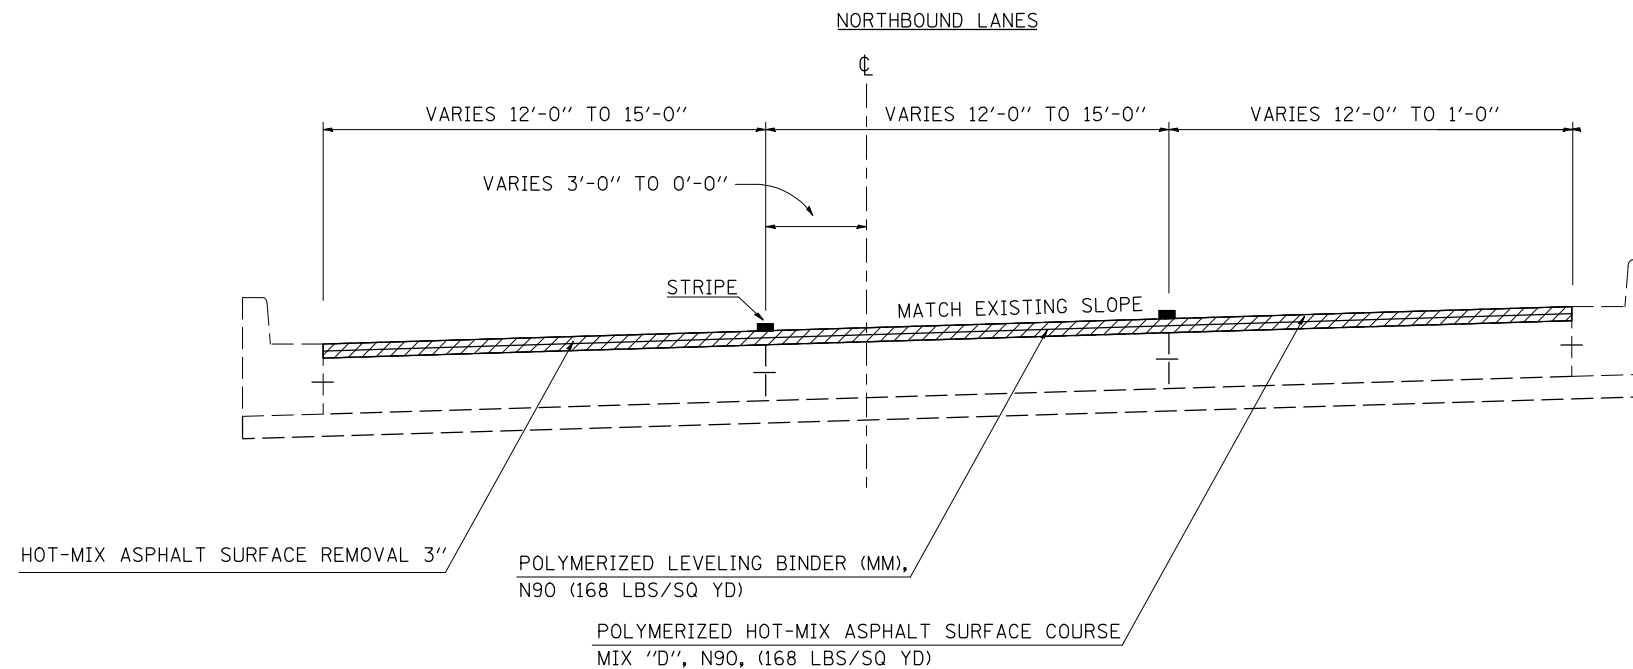 NORTHBOUND LANES
℄
VARIES 12'-0" TO 15'-0"
VARIES 12'-0" TO 15'-0"
VARIES 12'-0" TO 1'-0"
VARIES 3'-0" TO 0'-0"
STRIPE
MATCH EXISTING SLOPE
HOT-MIX ASPHALT SURFACE REMOVAL 3"
POLYMERIZED LEVELING BINDER (MM),
N90 (168 LBS/SQ YD)
POLYMERIZED HOT-MIX ASPHALT SURFACE COURSE
MIX "D", N90, (168 LBS/SQ YD)